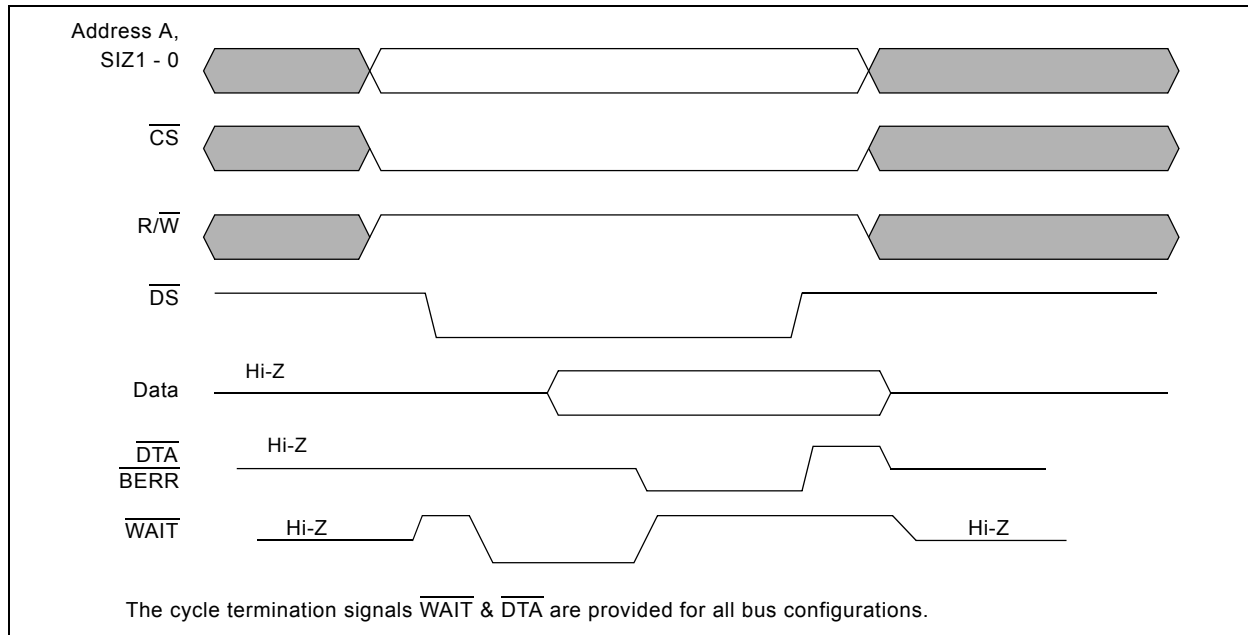 Address A,
SIZ1 - 0
CS
R/W
DS
Hi-Z
Data
Hi-Z
DTA
BERR
WAIT
Hi-Z
Hi-Z
The cycle termination signals WAIT & DTA are provided for all bus configurations.